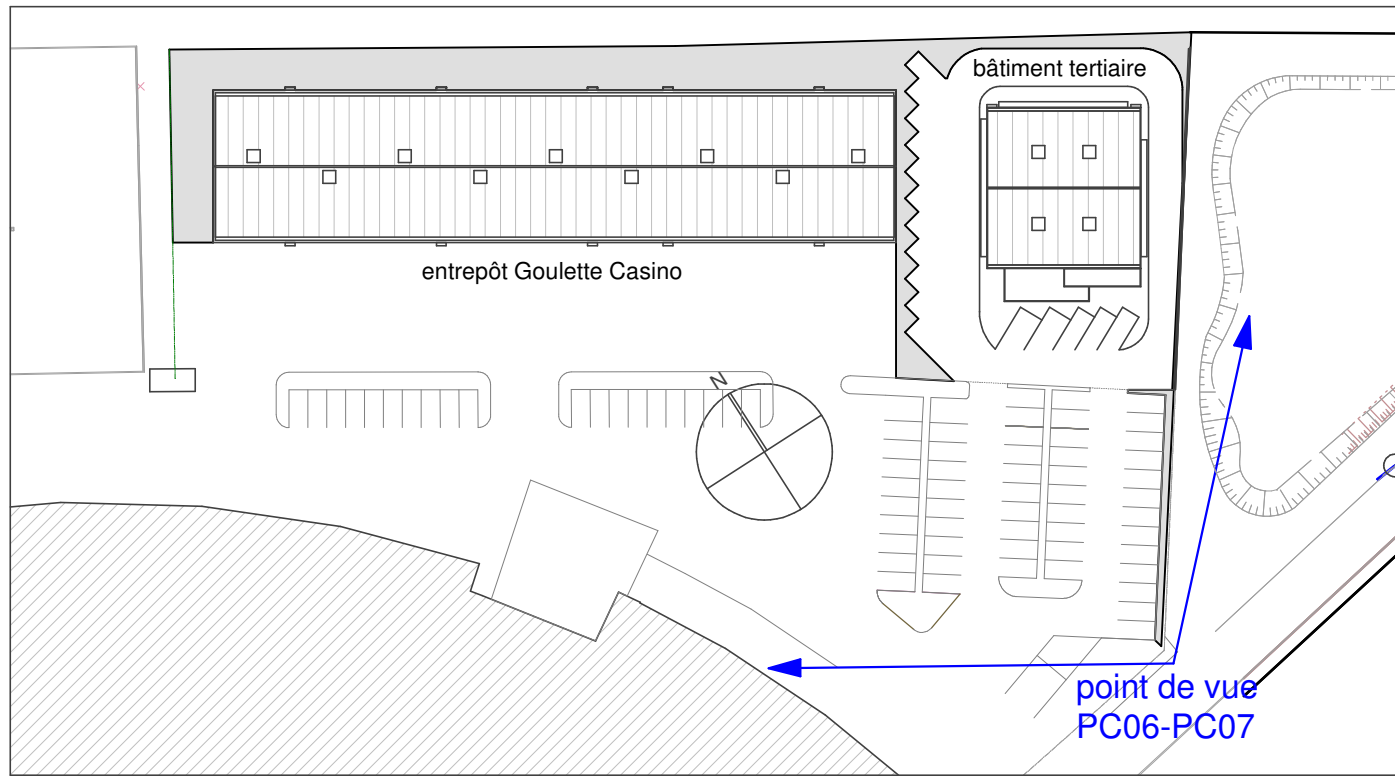 bâtiment tertiaire
entrepôt Goulette Casino
N
point de vue
PC06-PC07